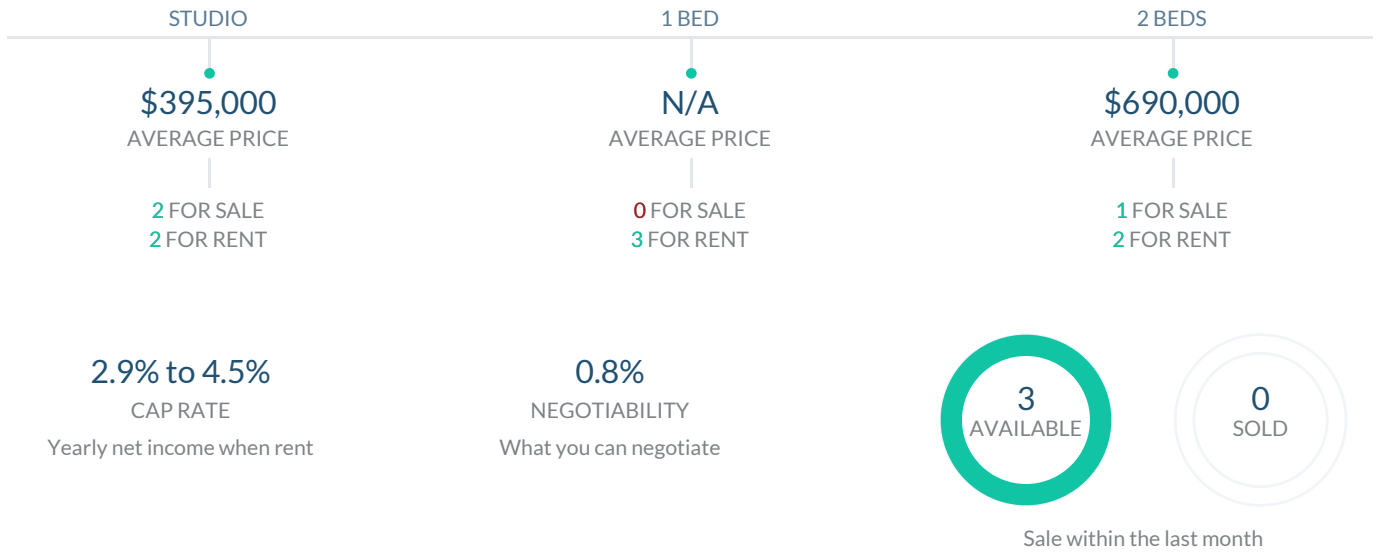 STUDIO
1 BED
2 BEDS
$395,000
AVERAGE PRICE
2 FOR SALE
2 FOR RENT
N/A
AVERAGE PRICE
0 FOR SALE
3 FOR RENT
$690,000
AVERAGE PRICE
1 FOR SALE
2 FOR RENT
2.9% to 4.5%
CAP RATE
Yearly net income when rent
0.8%
NEGOTIABILITY
What you can negotiate
3
AVAILABLE
0
SOLD
Sale within the last month